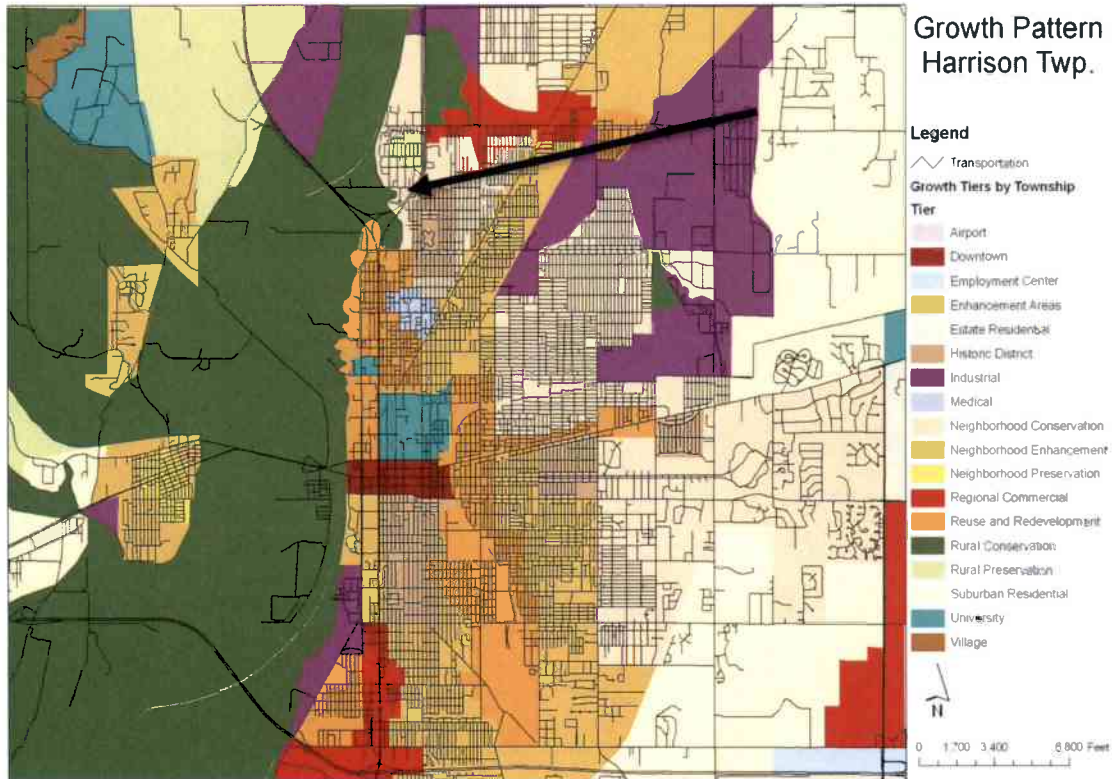 Growth Pattern
Harrison Twp.
Legend
Transportation
Growth Tiers by Township
Tier
Airport
Downtown
Employment Center
Enhancement Areas
Estate Residential
Historic District
Industrial
Medical
Neighborhood Conservation
Neighborhood Enhancement
Neighborhood Preservation
Regional Commercial
Reuse and Redevelopment
Rural Conservation
Rural Preservation
Suburban Residential
University
Village
N
0 1,700 3,400 6,800 Feet